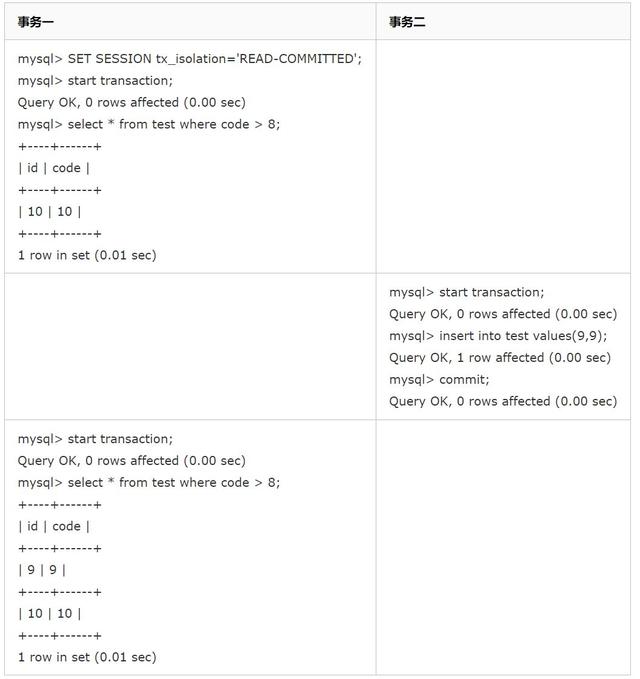 事务一
事务二
mysql> SET SESSION tx_isolation='READ-COMMITTED';
mysql> start transaction;
Query OK, 0 rows affected (0.00 sec)
mysql> select * from test where code > 8;
+----+------+
| id | code |
+----+------+
| 10 | 10 |
+----+------+
1 row in set (0.01 sec)
mysql> start transaction;
Query OK, 0 rows affected (0.00 sec)
mysql> insert into test values(9,9);
Query OK, 1 row affected (0.00 sec)
mysql> commit;
Query OK, 0 rows affected (0.00 sec)
mysql> start transaction;
Query OK, 0 rows affected (0.00 sec)
mysql> select * from test where code > 8;
+----+------+
| id | code |
+----+------+
| 9 | 9 |
+----+------+
| 10 | 10 |
+----+------+
1 row in set (0.01 sec)